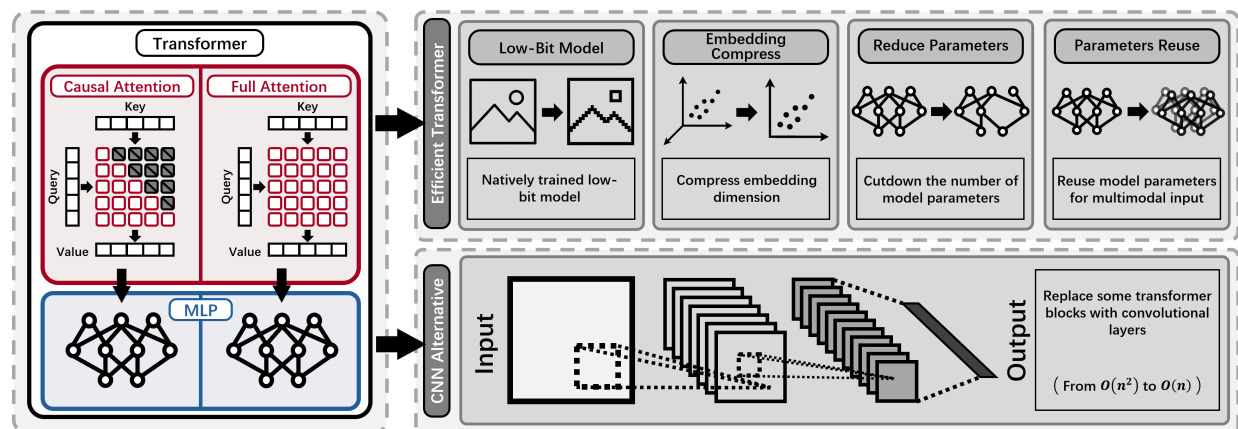 Transformer
Causal Attention
Full Attention
Key
Key
Query
Query
Value
MLP
Efficient Transformer
Low-Bit Model
Natively trained low-
bit model
Embedding
Compress
Compress embedding
dimension
Reduce Parameters
Cutdown the number of
model parameters
Parameters Reuse
Reuse model parameters
for multimodal input
CNN Alternative
Input
Output
Replace some transformer
blocks with convolutional
layers
( From O(n²) to O(n) )